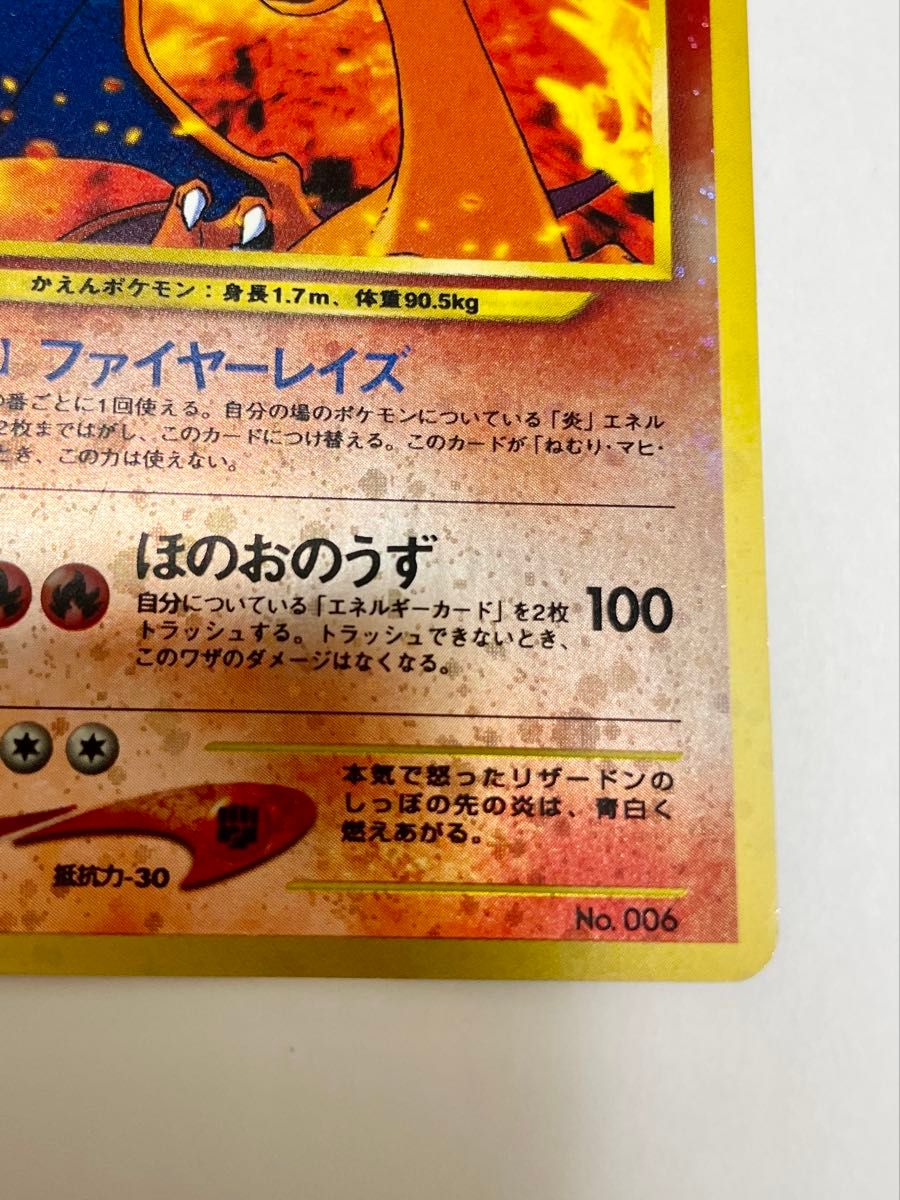 かえんポケモン：身長1.7m、体重90.5kg
】ファイヤーレイズ
番ごとに1回使える。自分の場のポケモンについている「炎」エネル
2枚まではがし、このカードにつけ替える。このカードが「ねむり・マヒ・
とき、この力は使えない。
ほのおのうず
自分についている「エネルギーカード」を2枚
トラッシュする。トラッシュできないとき、
このワザのダメージはなくなる。
100
本気で怒ったリザードンの
しっぽの先の炎は、青白く
燃えあがる。
抵抗力-30
No. 006